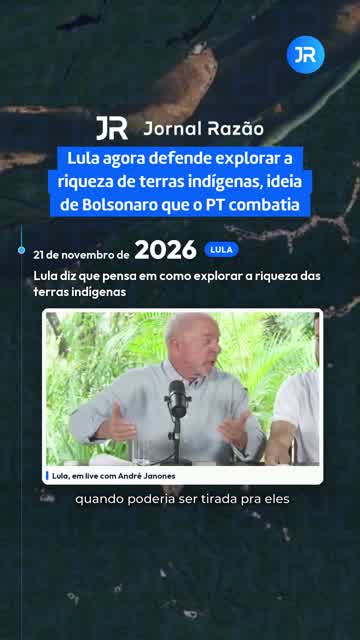 JR
JR Jornal Razão
Lula agora defende explorar a
riqueza de terras indígenas, ideia
de Bolsonaro que o PT combatia
21 de novembro de 2026 LULA
Lula diz que pensa em como explorar a riqueza das
terras indígenas
Lula, em live com André Janones
quando poderia ser tirada pra eles